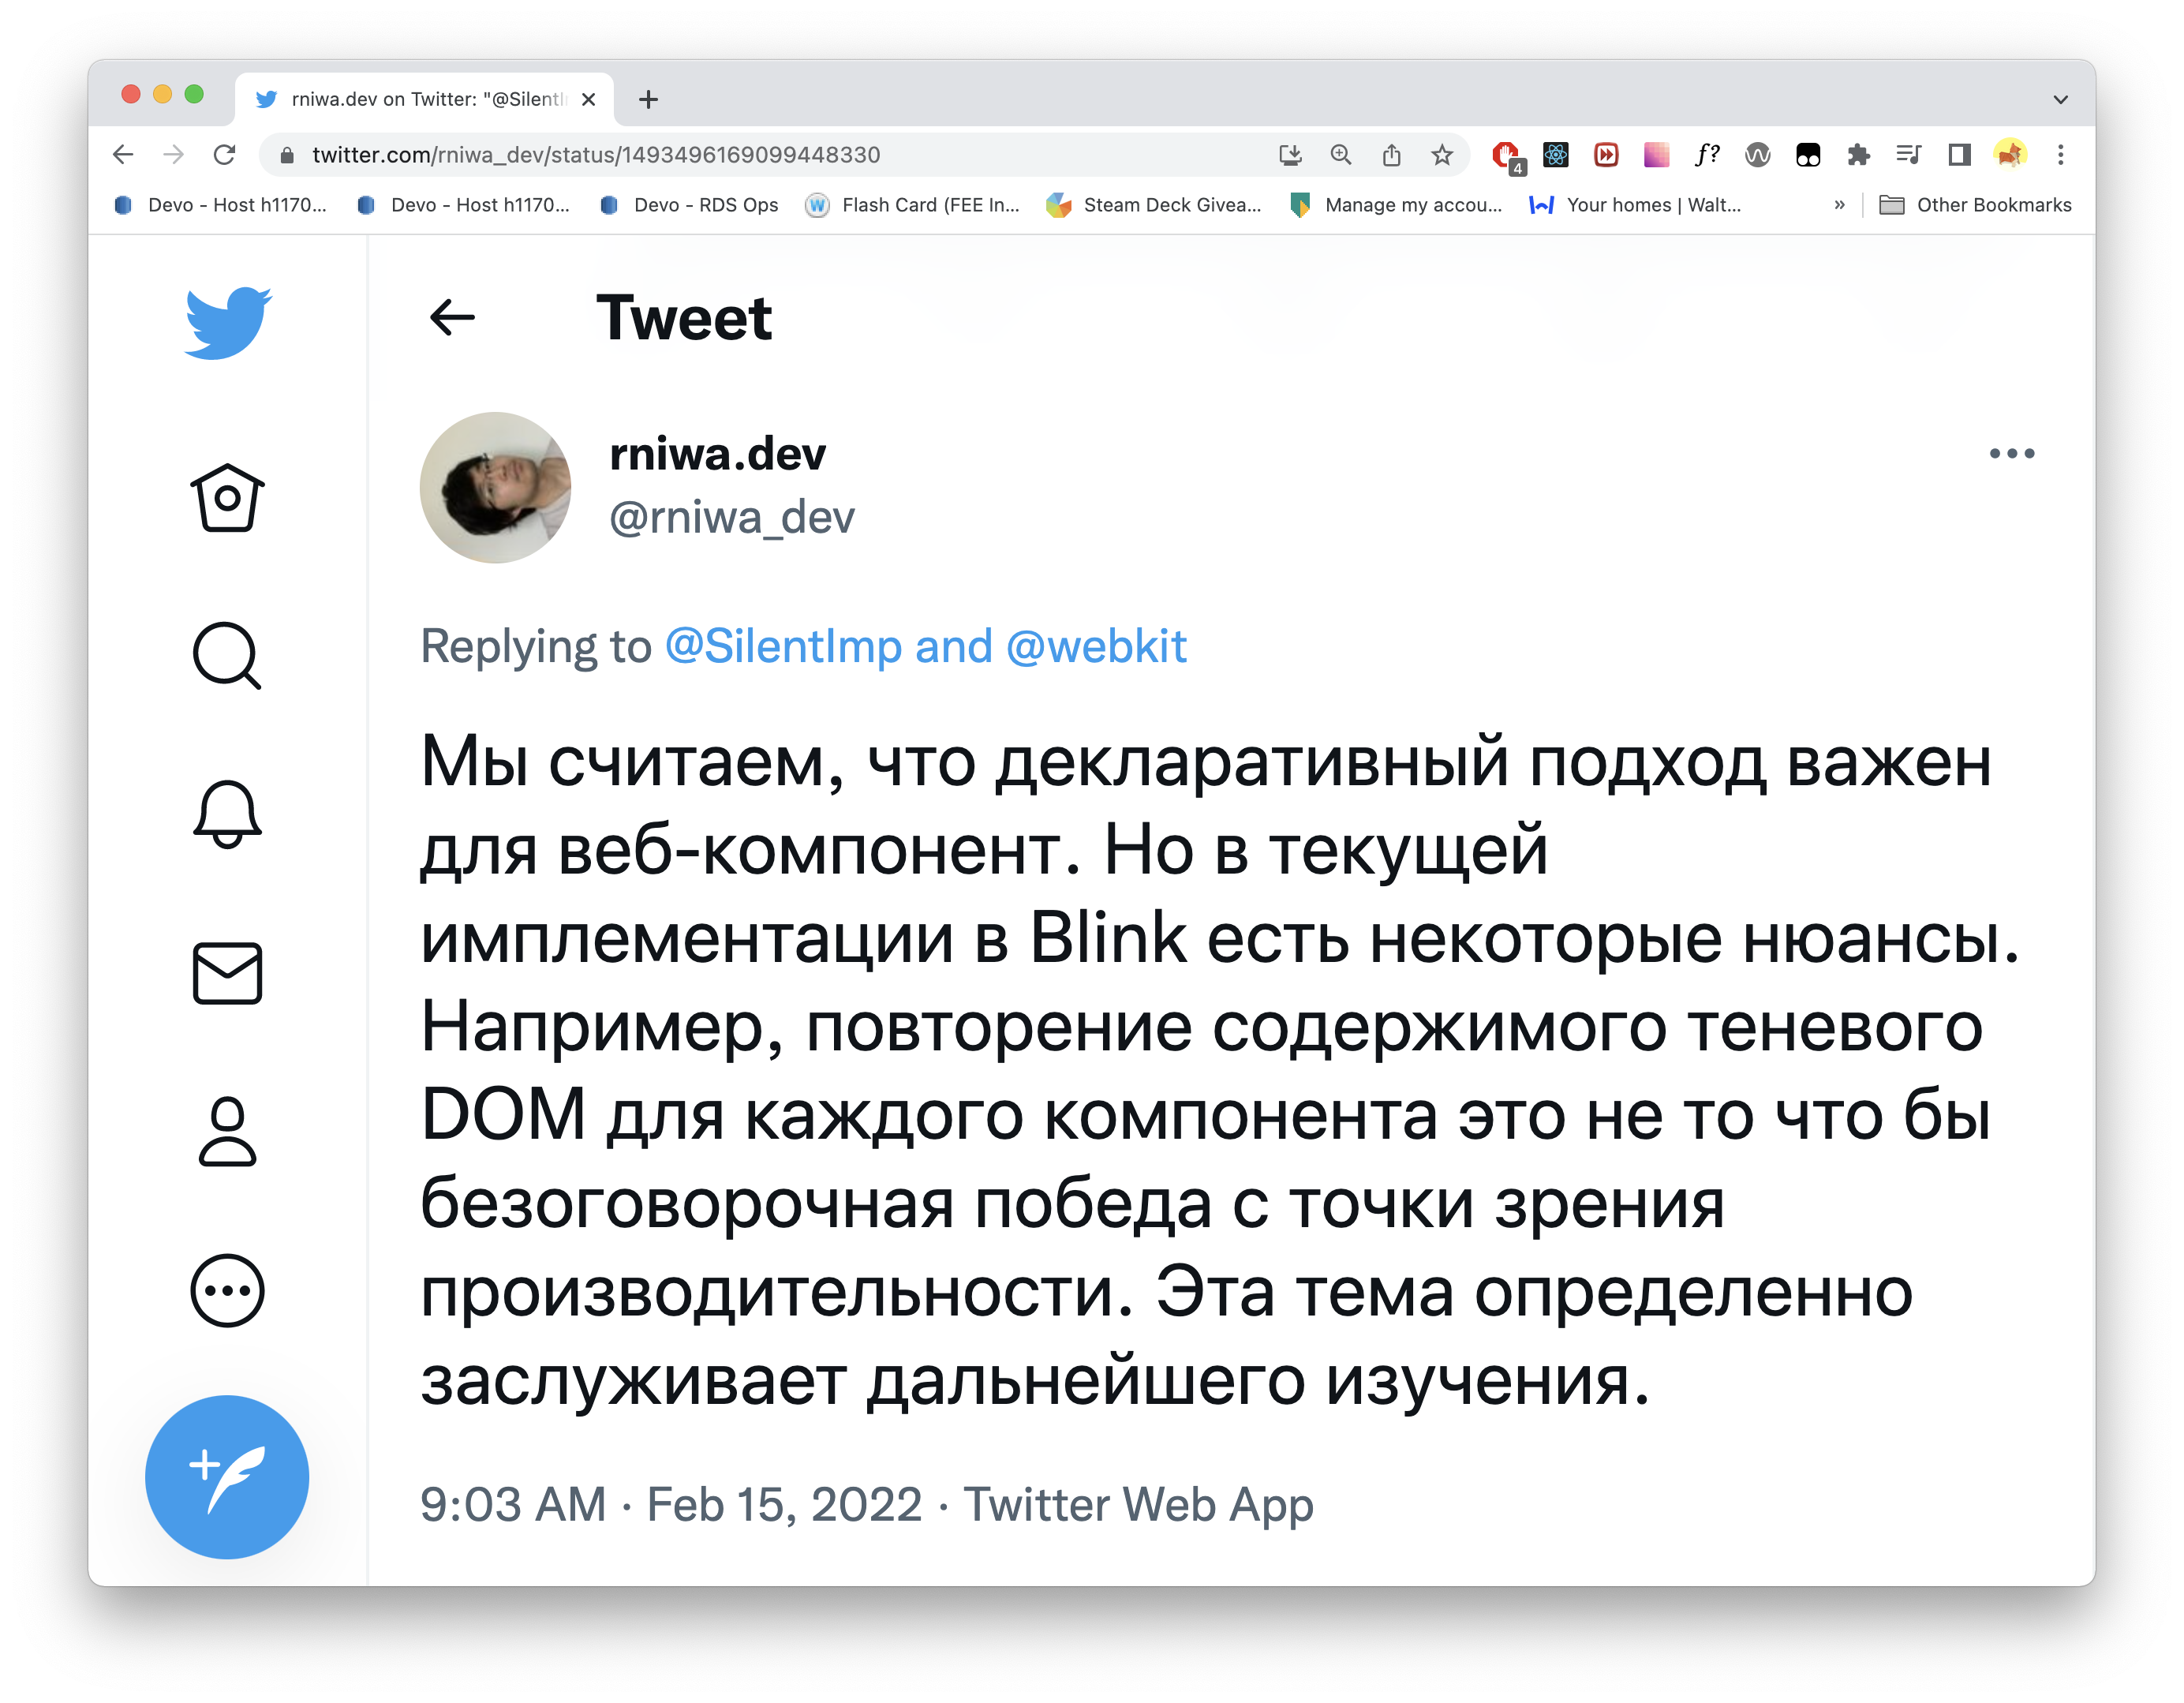 rniwa.dev on Twitter: "@Silent
twitter.com/rniwa_dev/status/1493496169099448330
4
f?
Devo - Host h1170...
Devo - Host h1170...
Devo - RDS Ops
W
Flash Card (FEE In...
Steam Deck Givea...
Manage my accou...
Your homes | Walt...
»
Other Bookmarks
Tweet
rniwa.dev
@rniwa_dev
Replying to @SilentImp and @webkit
Мы считаем, что декларативный подход важен
для веб-компонент. Но в текущей
имплементации в Blink есть некоторые нюансы.
Например, повторение содержимого теневого
DOM для каждого компонента это не то что бы
безоговорочная победа с точки зрения
производительности. Эта тема определенно
заслуживает дальнейшего изучения.
9:03 AM · Feb 15, 2022 · Twitter Web App